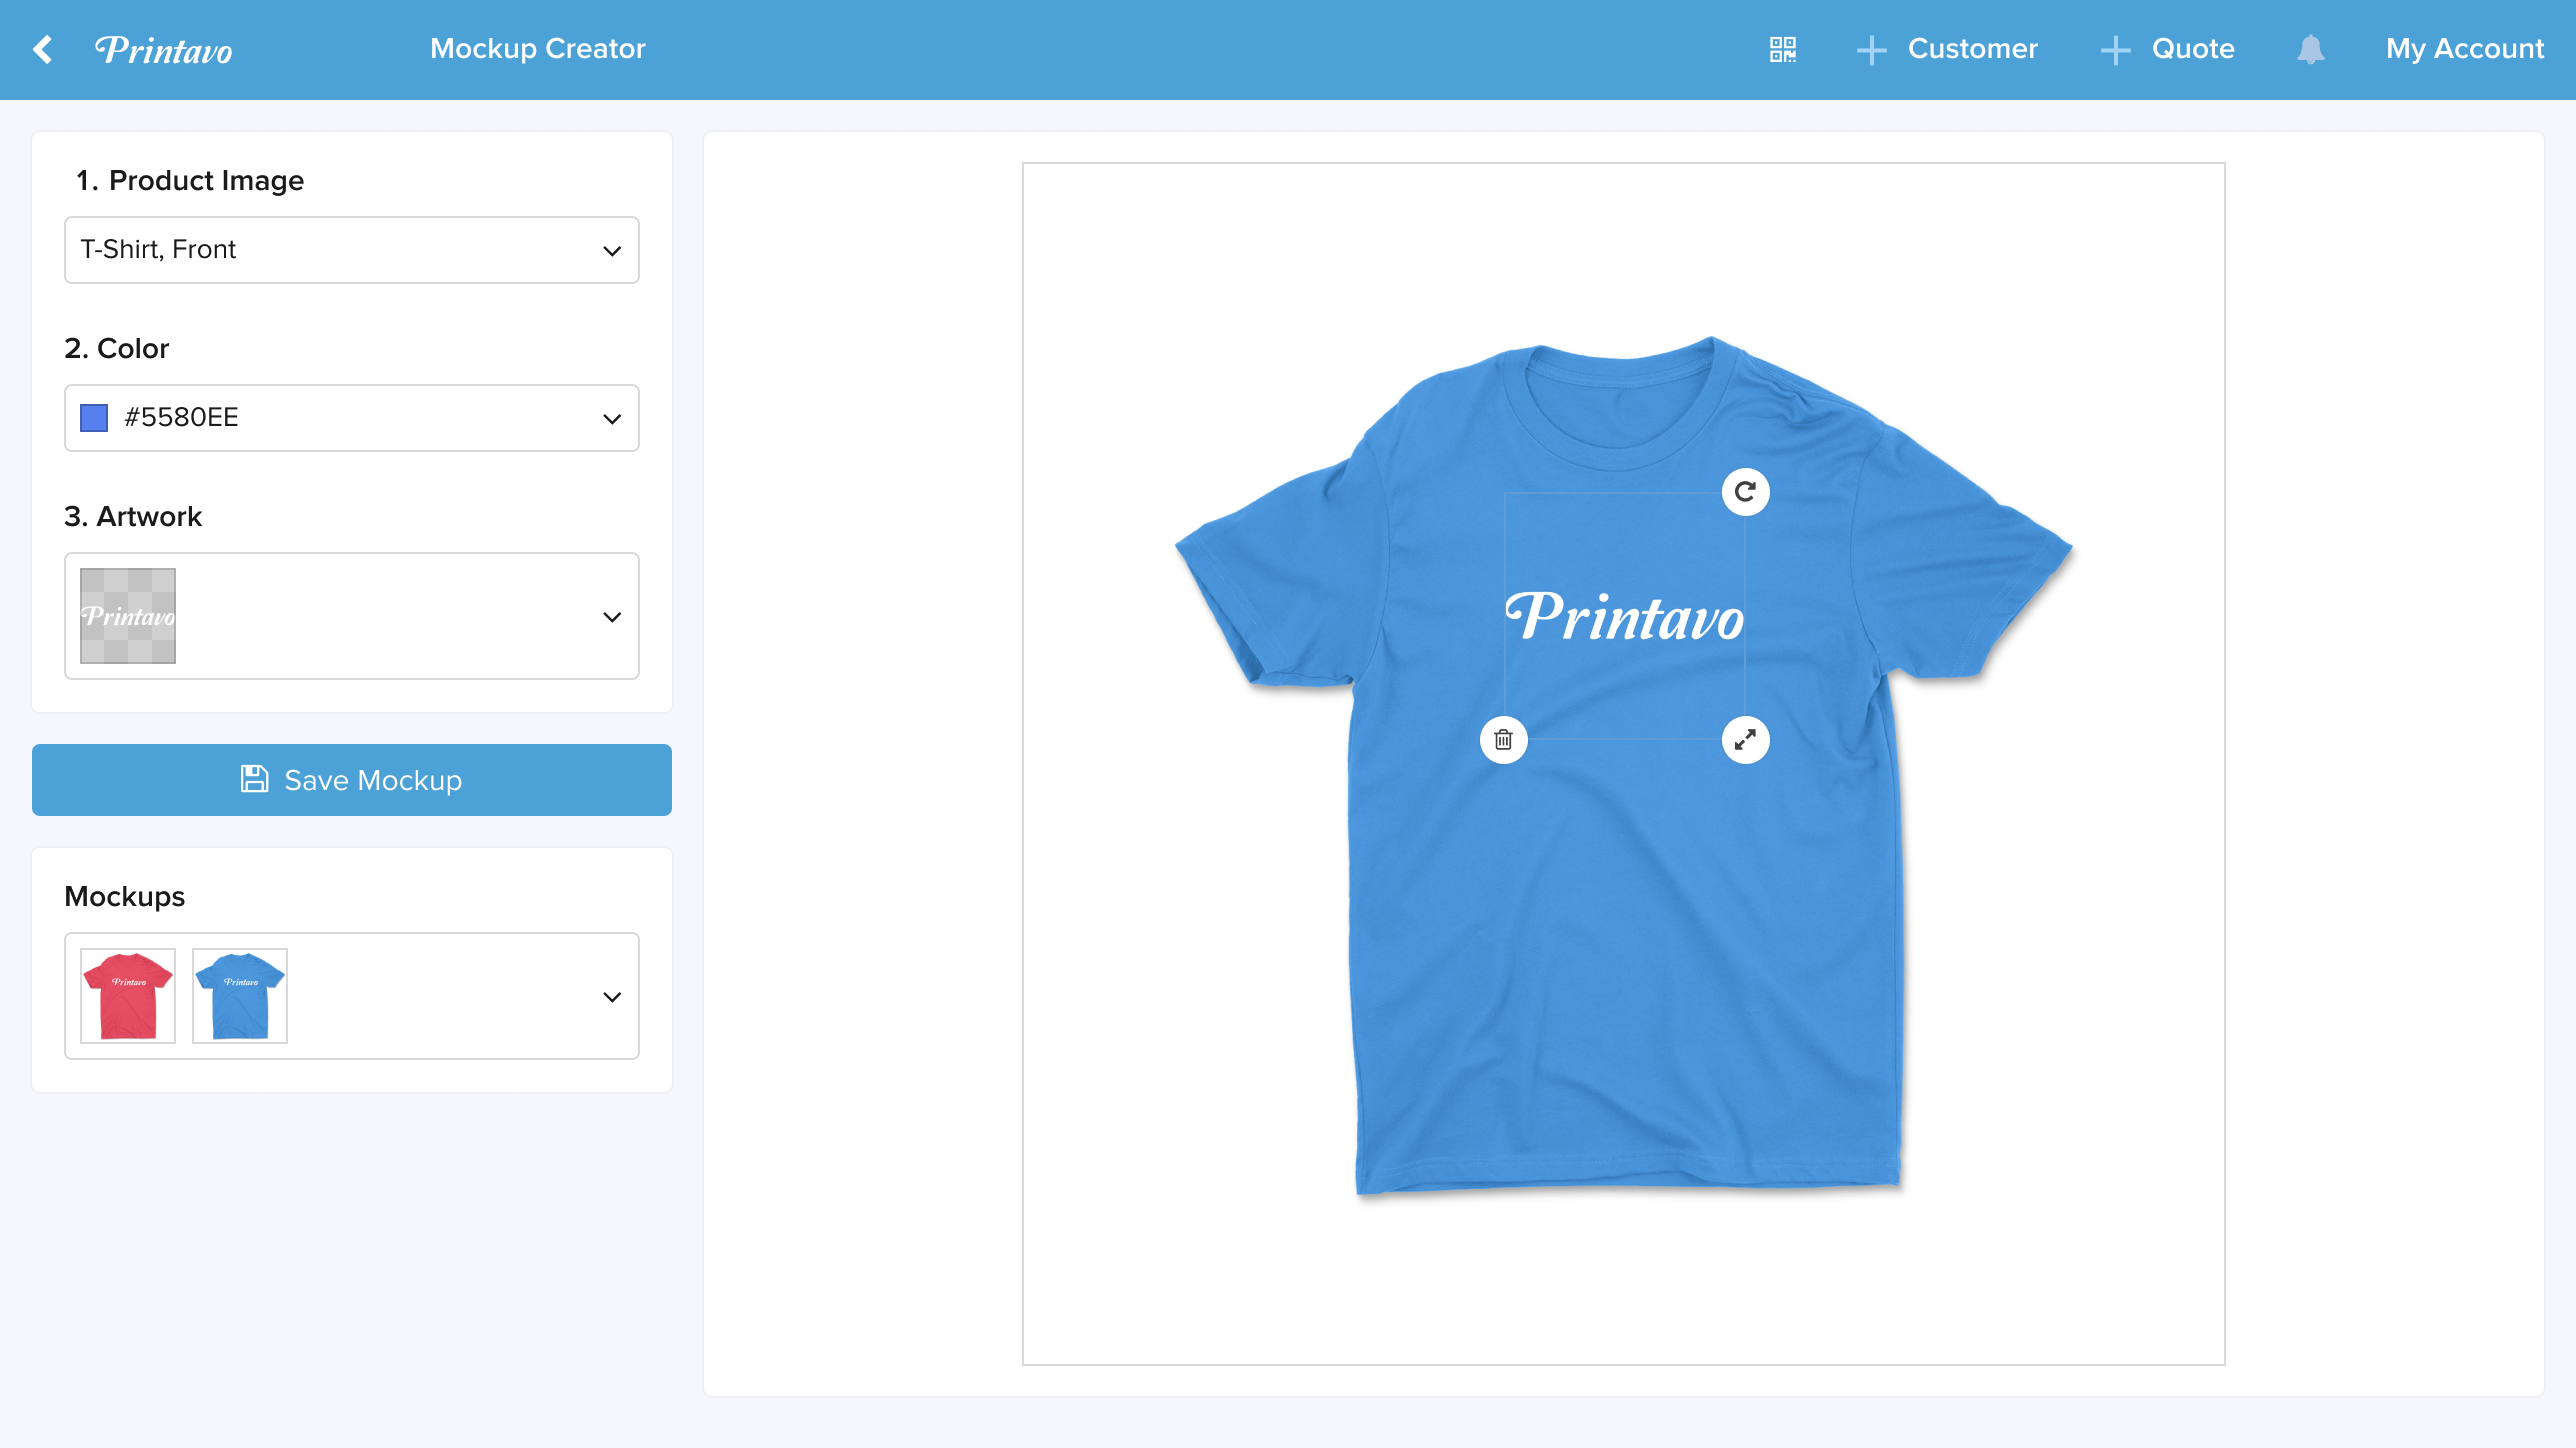 Printavo
Mockup Creator
Customer
Quote
My Account
1. Product Image
T-Shirt, Front
2. Color
#5580EE
3. Artwork
Printavo
Save Mockup
Mockups
Printavo
Printavo
Printavo